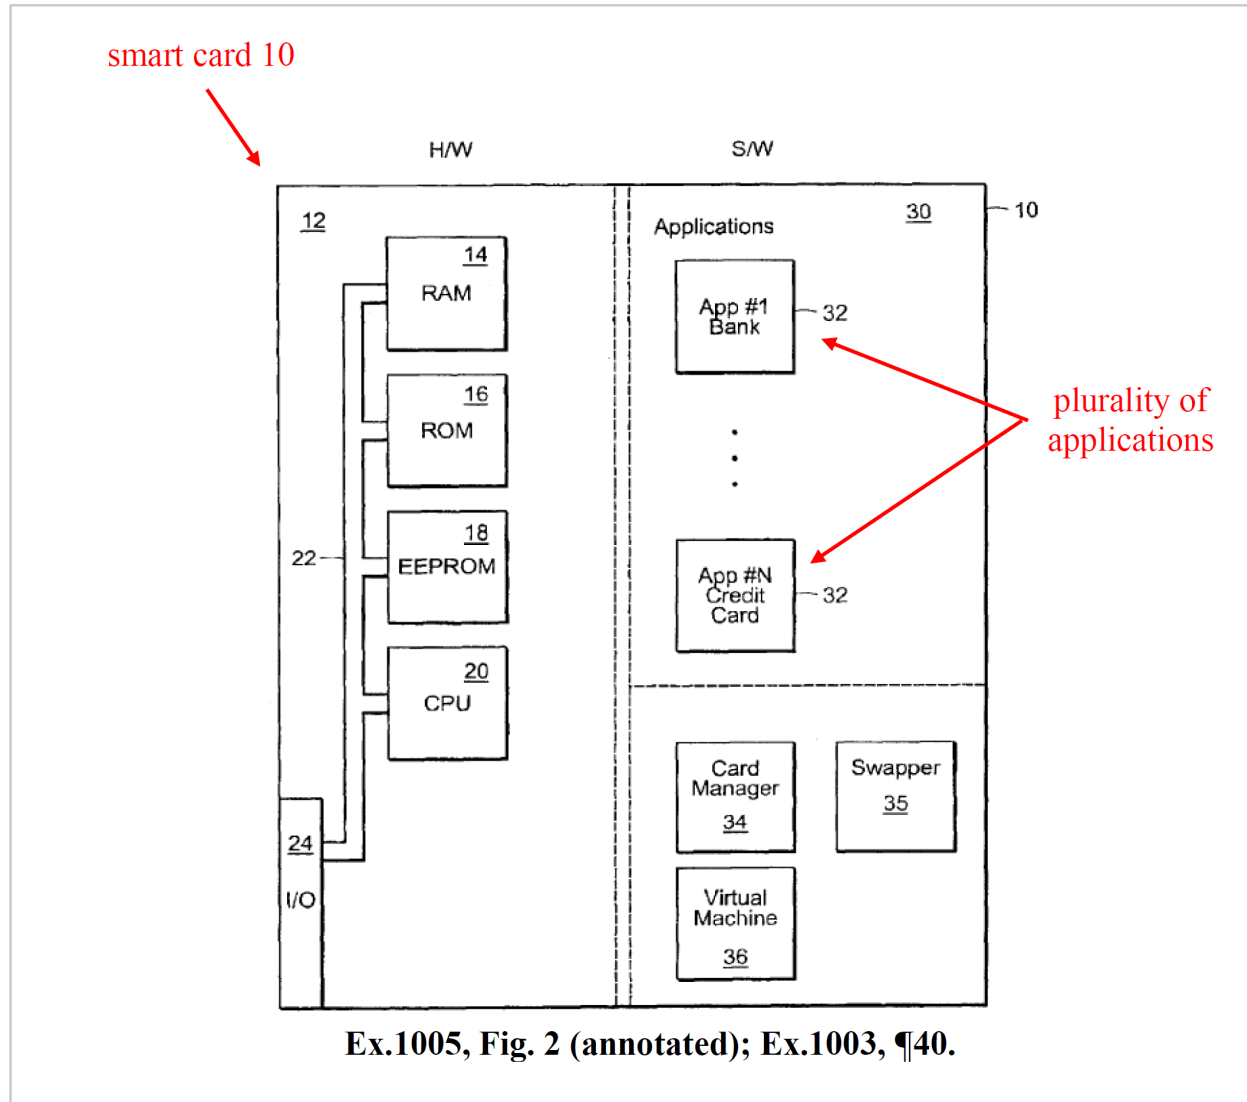 smart card 10
H/W
S/W
12
30
10
Applications
14
RAM
App #1
Bank
32
16
ROM
plurality of
applications
18
EEPROM
22
App #N
Credit
Card
32
20
CPU
Card
Manager
34
Swapper
35
24
I/O
Virtual
Machine
36
Ex.1005, Fig. 2 (annotated); Ex.1003, ¶40.